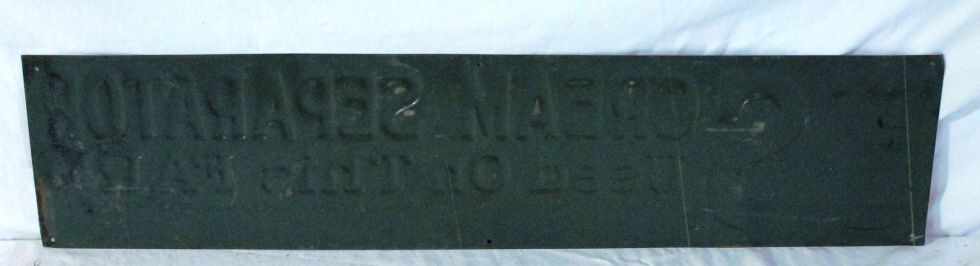 CREAM SEPARATOR
Used On This FARM